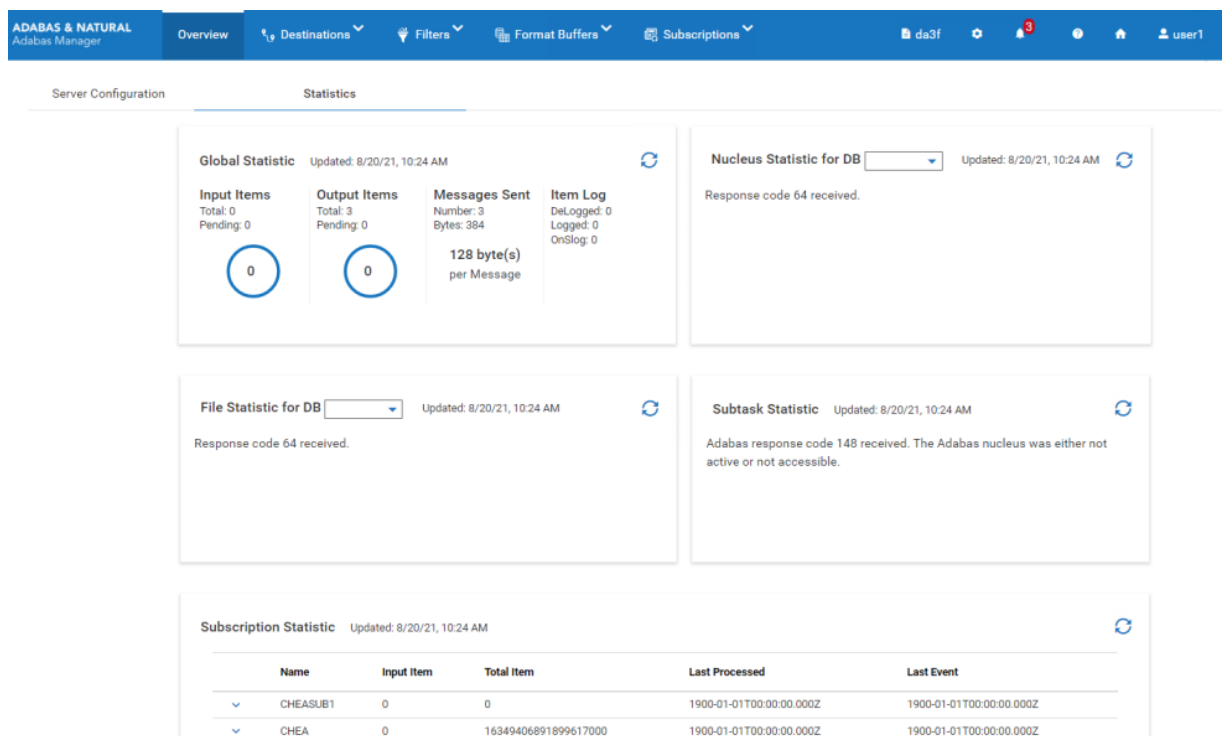 ADABAS & NATURAL
Adabas Manager
Overview
Destinations
Filters
Format Buffers
Subscriptions
da3f
3
user1
Server Configuration
Statistics
Global Statistic Updated: 8/20/21, 10:24 AM
Input Items
Total: 0
Pending: 0
0
Output Items
Total: 3
Pending: 0
0
Messages Sent
Number: 3
Bytes: 384
128 byte(s)
per Message
Item Log
DeLogged: 0
Logged: 0
OnSlog: 0
Nucleus Statistic for DB Updated: 8/20/21, 10:24 AM
Response code 64 received.
File Statistic for DB Updated: 8/20/21, 10:24 AM
Response code 64 received.
Subtask Statistic Updated: 8/20/21, 10:24 AM
Adabas response code 148 received. The Adabas nucleus was either not
active or not accessible.
Subscription Statistic Updated: 8/20/21, 10:24 AM
Name Input Item Total Item Last Processed Last Event
CHEASUB1 0 0 1900-01-01T00:00:00.000Z 1900-01-01T00:00:00.000Z
CHEA 0 16349406891899617000 1900-01-01T00:00:00.000Z 1900-01-01T00:00:00.000Z